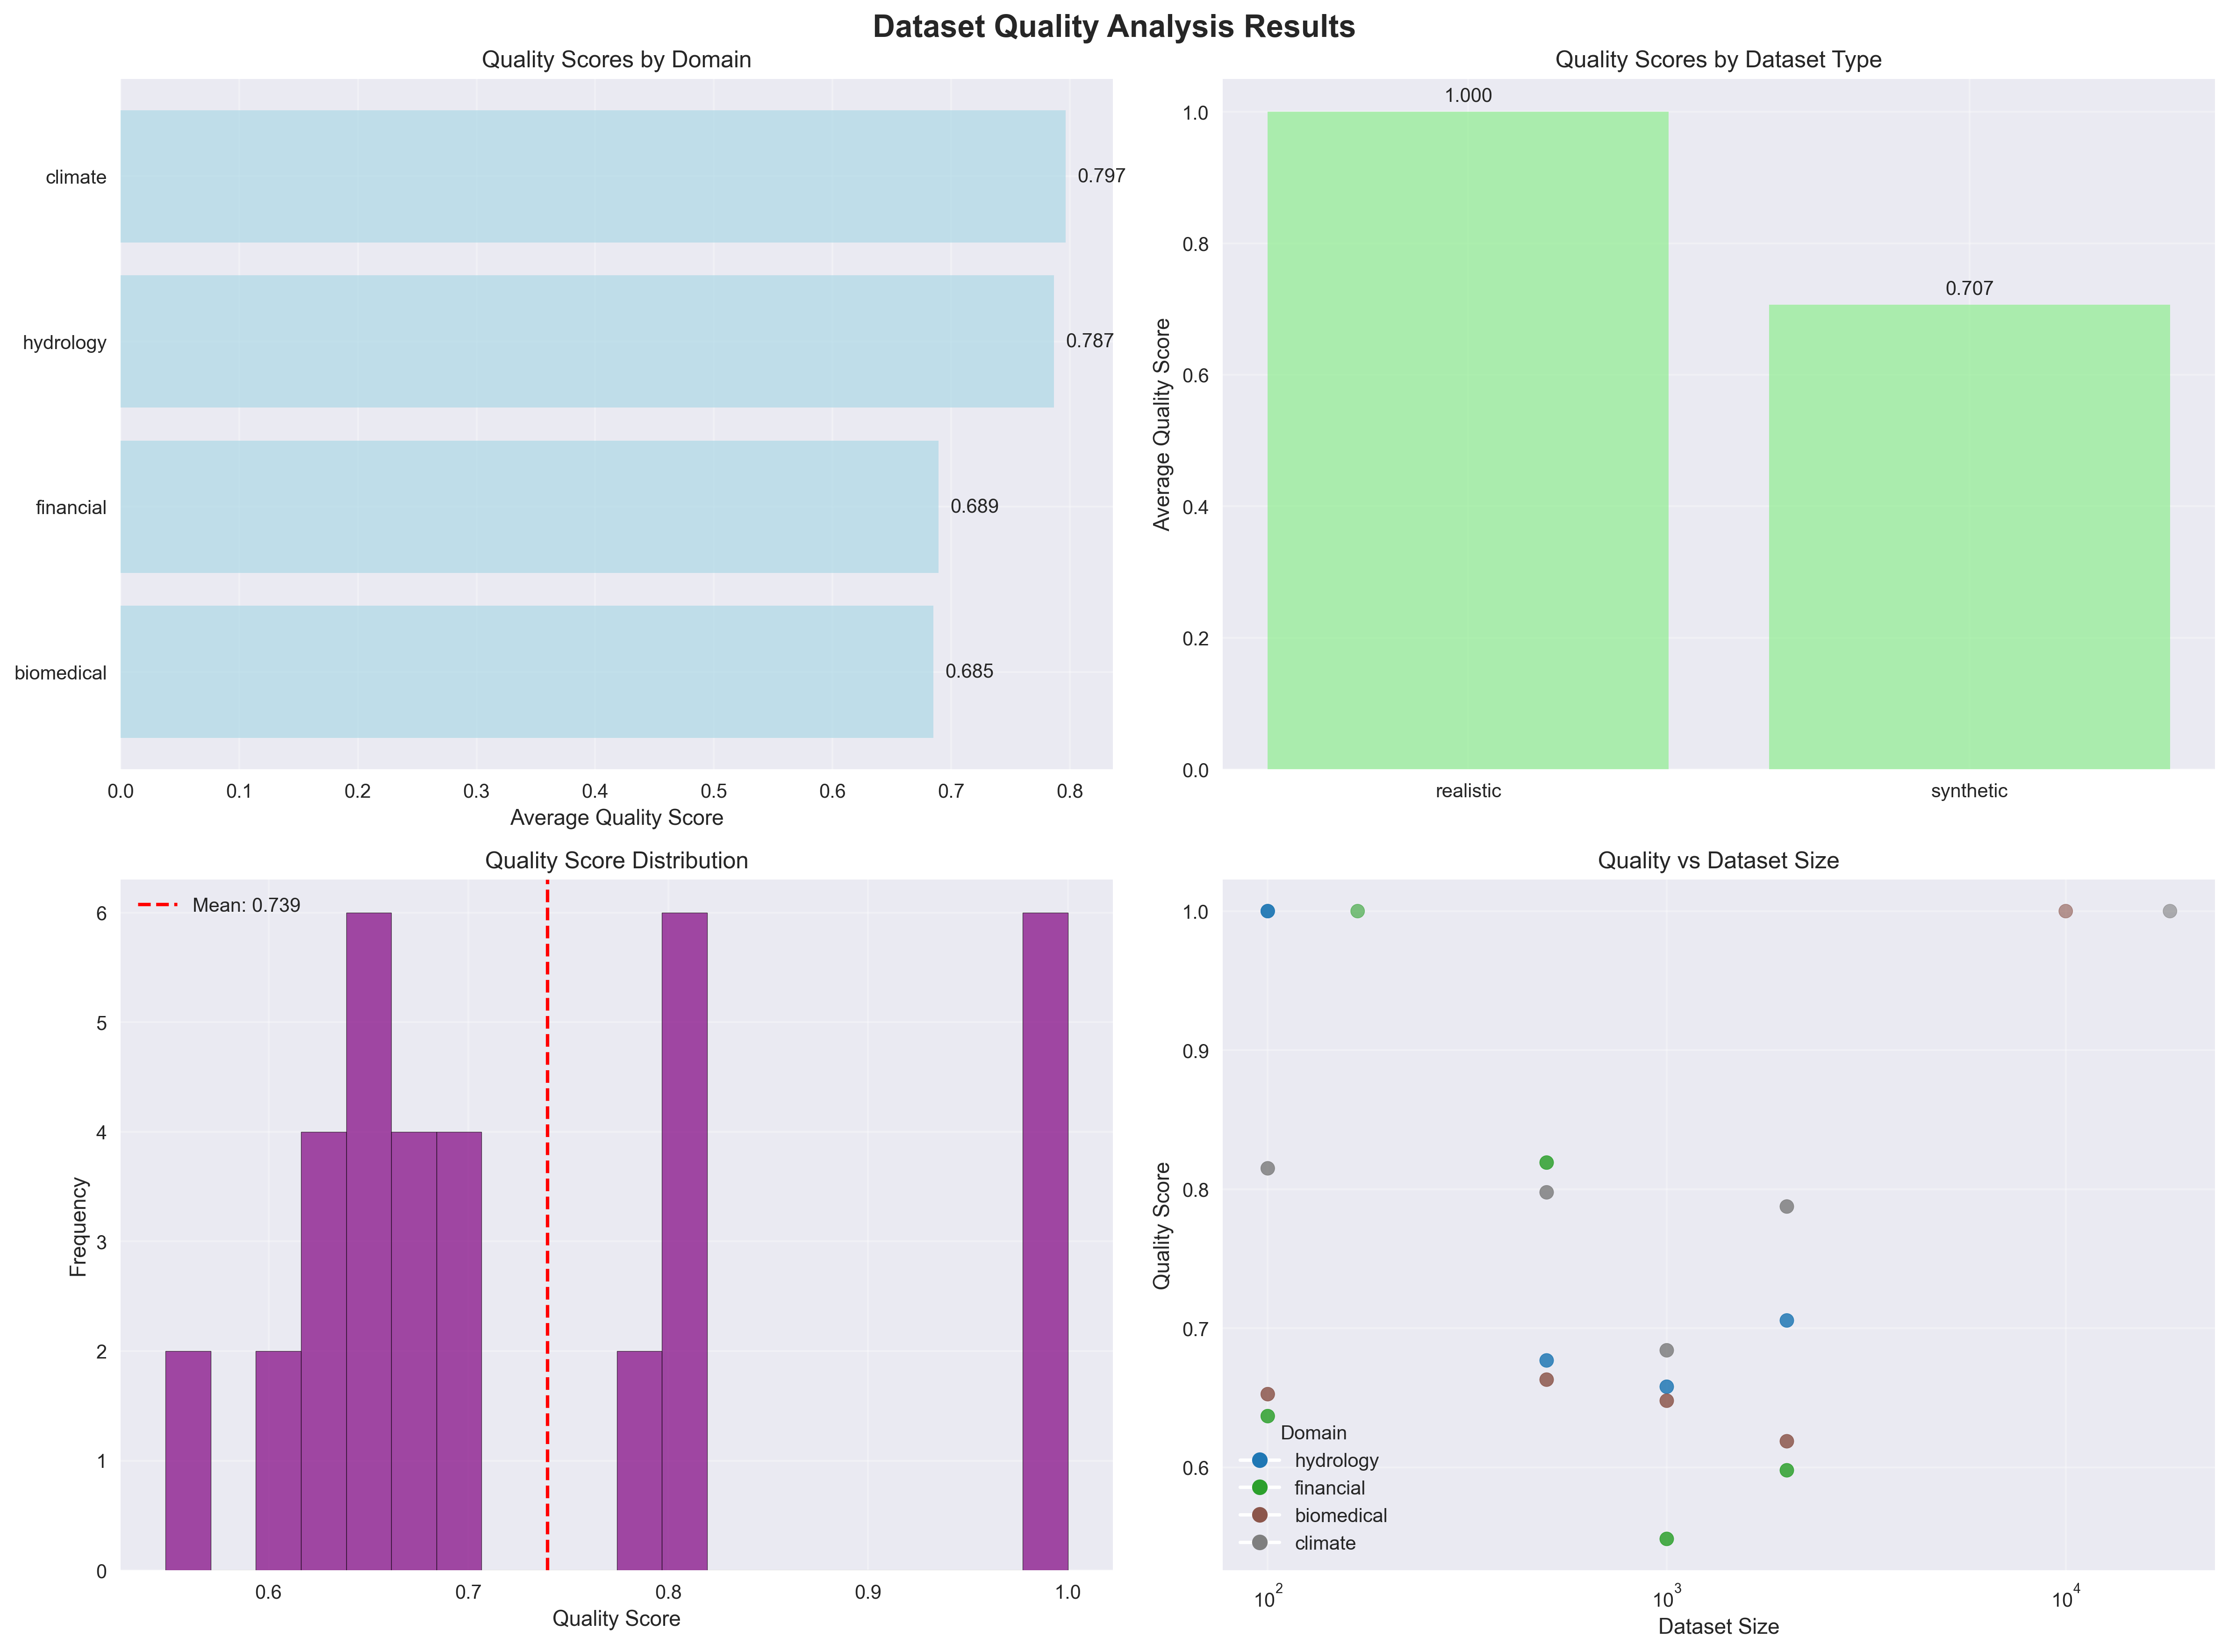 Dataset Quality Analysis Results
Quality Scores by Domain
climate
0.797
hydrology
0.787
financial
0.689
biomedical
0.685
0.0 0.1 0.2 0.3 0.4 0.5 0.6 0.7 0.8
Average Quality Score
Quality Scores by Dataset Type
Average Quality Score
1.0
0.8
0.6
0.4
0.2
0.0
1.000
0.707
realistic synthetic
Quality Score Distribution
Mean: 0.739
Frequency
6
5
4
3
2
1
0
0.6 0.7 0.8 0.9 1.0
Quality Score
Quality vs Dataset Size
Quality Score
1.0
0.9
0.8
0.7
0.6
Domain
hydrology
financial
biomedical
climate
10² 10³ 10⁴
Dataset Size